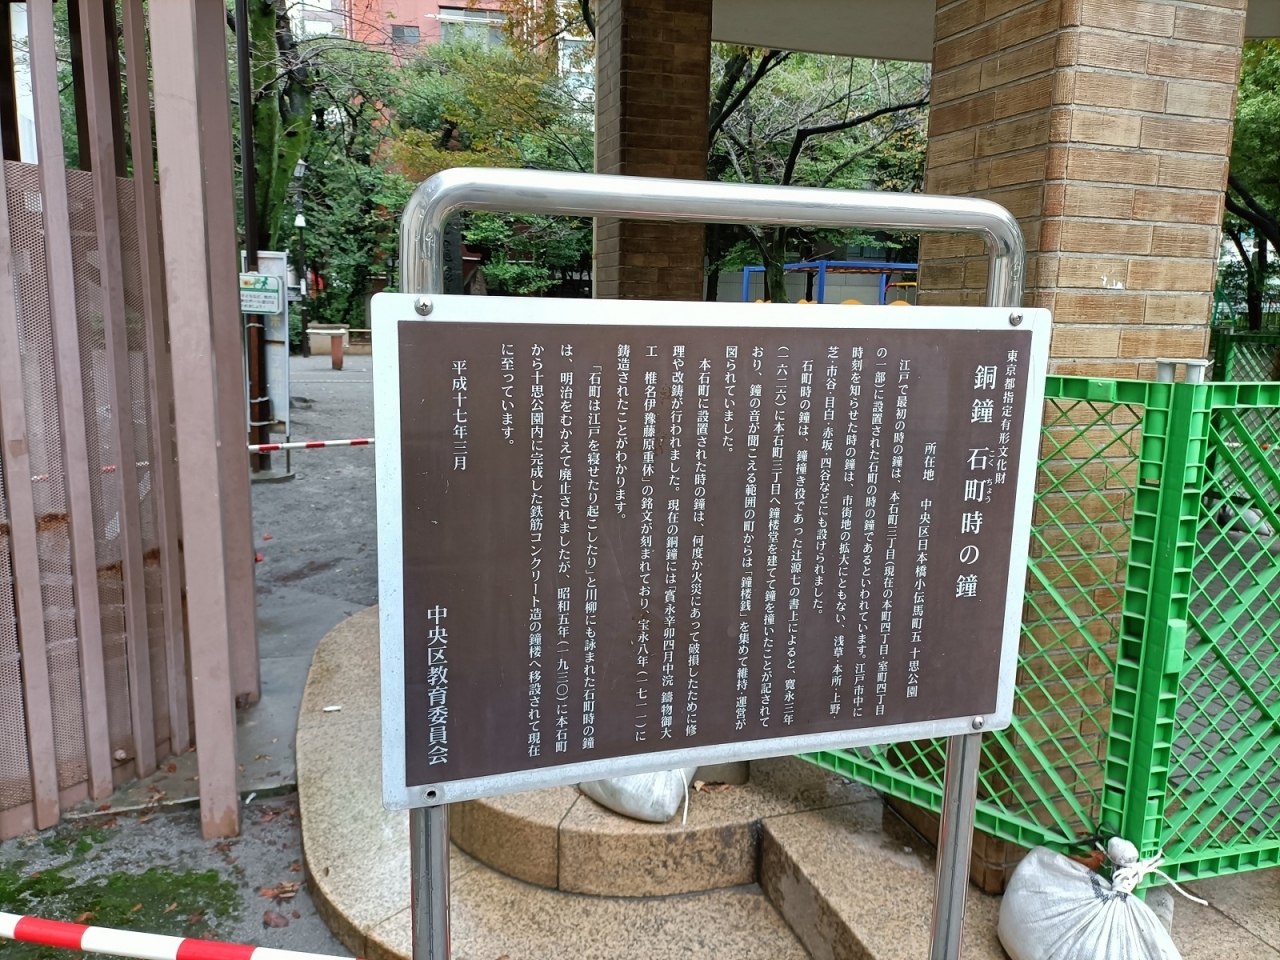 東京都指定有形文化財
銅鐘 石町時の鐘
こくちょう
所在地 中央区日本橋小伝馬町五 十思公園
江戸で最初の時の鐘は、本石町三丁目(現在の本町四丁目・室町四丁目
の一部)に設置された石町の時の鐘であるといわれています。江戸市中に
時刻を知らせた時の鐘は、市街地の拡大にともない、浅草・本所・上野・
芝・市谷・目白・赤坂・四谷などにも設けられました。
石町時の鐘は、鐘撞き役であった辻源七の書上によると、寛永三年
(一六二六)に本石町三丁目へ鐘楼堂を建てて鐘を撞いたことが記されて
おり、鐘の音が聞こえる範囲の町からは「鐘楼銭」を集めて維持・運営が
図られていました。
本石町に設置された時の鐘は、何度か火災にあって破損したために修
理や改鋳が行われました。現在の銅鐘には「寳永辛卯四月中浣 鑄物御大
工 椎名伊豫藤原重休」の銘文が刻まれており、宝永八年(一七一一)に
鋳造されたことがわかります。
「石町は江戸を寝せたり起こしたり」と川柳にも詠まれた石町時の鐘
は、明治をむかえて廃止されましたが、昭和五年(一九三〇)に本石町
から十思公園内に完成した鉄筋コンクリート造の鐘楼へ移設されて現在
に至っています。
平成十七年三月
中央区教育委員会